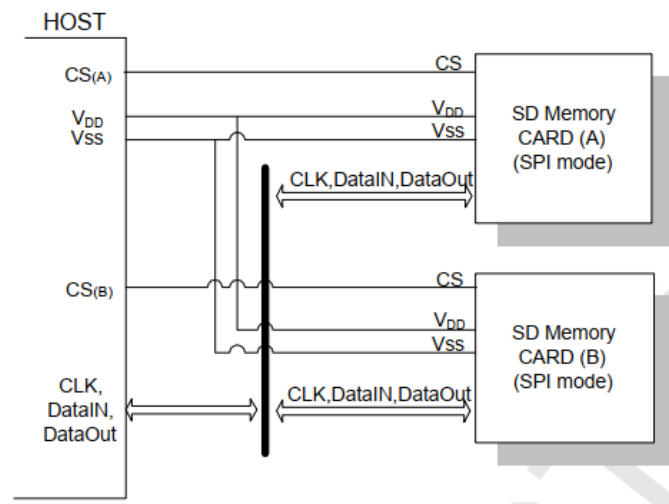 HOST
CS(A)
VDD
VSS
CS(B)
CLK,
DataIN,
DataOut
CS
VDD
VSS
CLK,DataIN,DataOut
SD Memory
CARD (A)
(SPI mode)
CS
VDD
VSS
CLK,DataIN,DataOut
SD Memory
CARD (B)
(SPI mode)